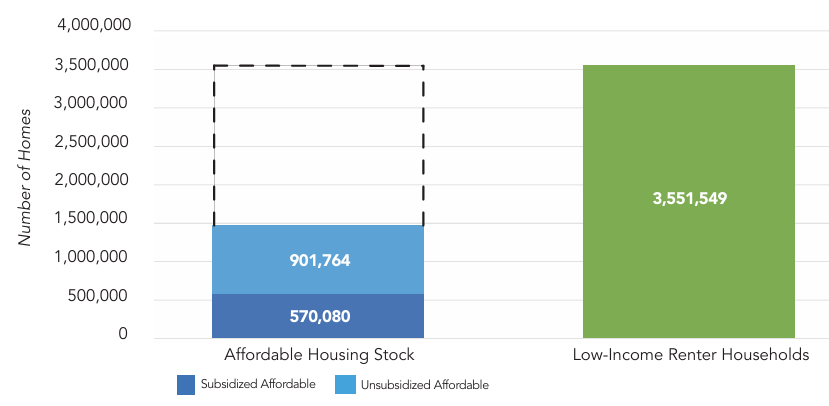 4,000,000
3,500,000
3,000,000
2,500,000
2,000,000
1,500,000
1,000,000
500,000
0
Number of Homes
901,764
570,080
3,551,549
Affordable Housing Stock
Low-Income Renter Households
Subsidized Affordable
Unsubsidized Affordable